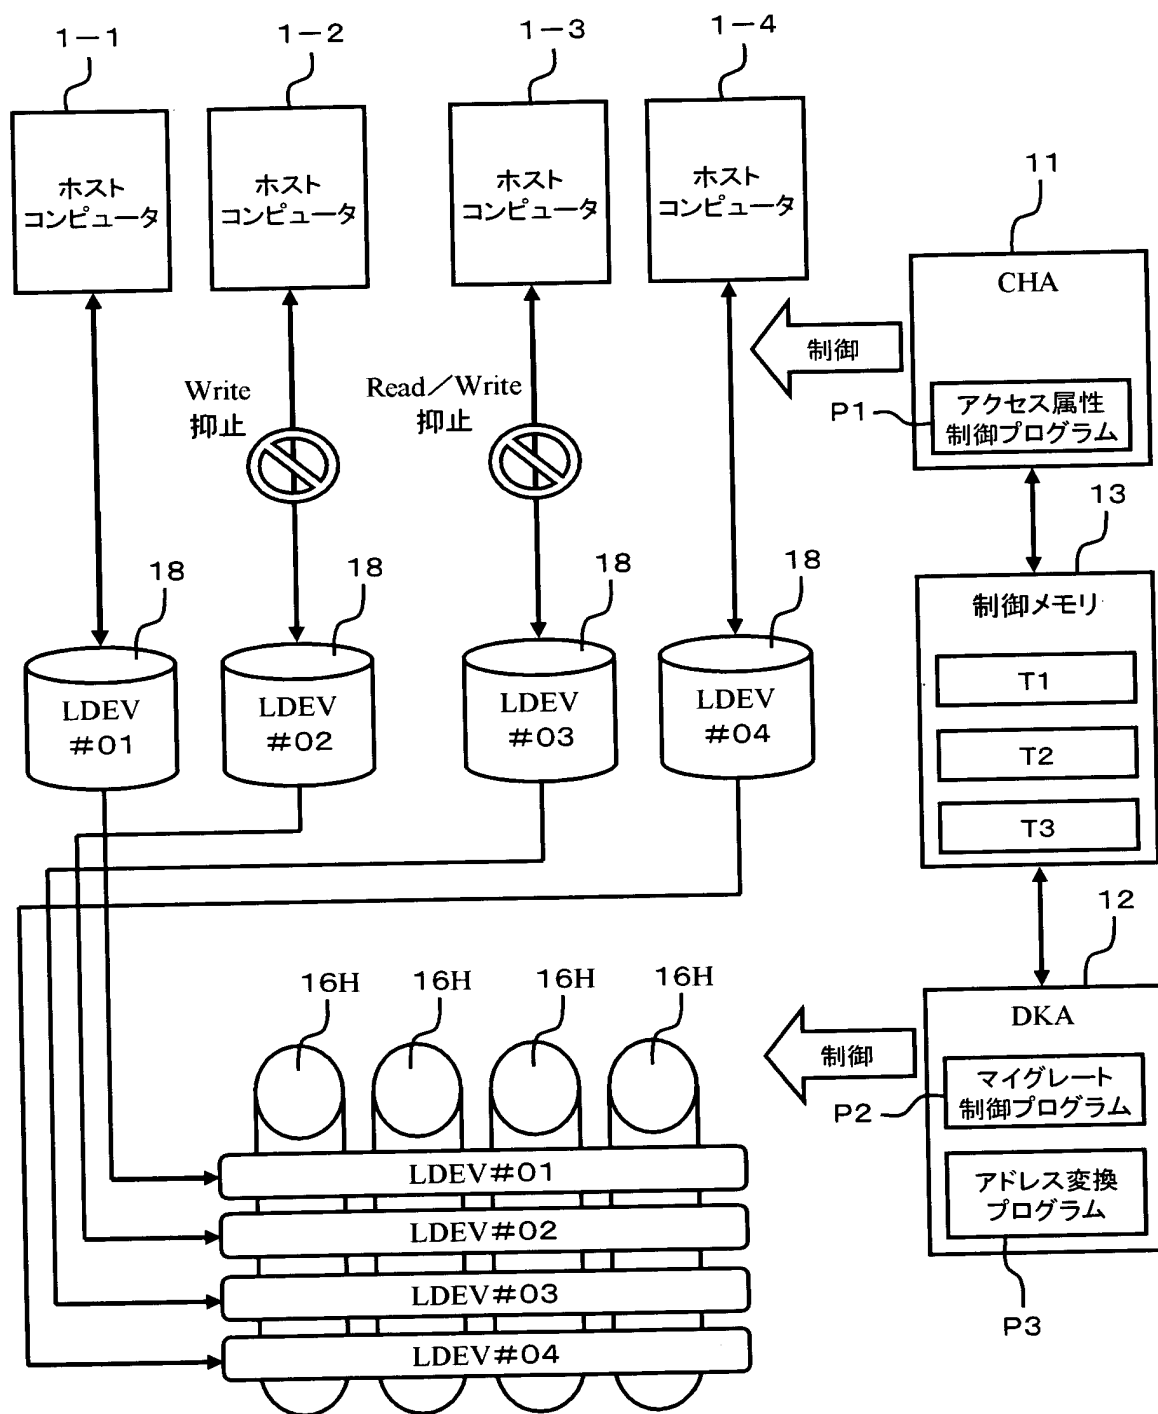 1-1
1-2
1-3
1-4
ホスト
コンピュータ
ホスト
コンピュータ
ホスト
コンピュータ
ホスト
コンピュータ
11
CHA
制御
P1
アクセス属性
制御プログラム
Write
抑止
Read/Write
抑止
13
制御メモリ
T1
T2
T3
18
18
18
18
LDEV
#01
LDEV
#02
LDEV
#03
LDEV
#04
12
DKA
制御
P2
マイグレート
制御プログラム
アドレス変換
プログラム
P3
16H
16H
16H
16H
LDEV#01
LDEV#02
LDEV#03
LDEV#04